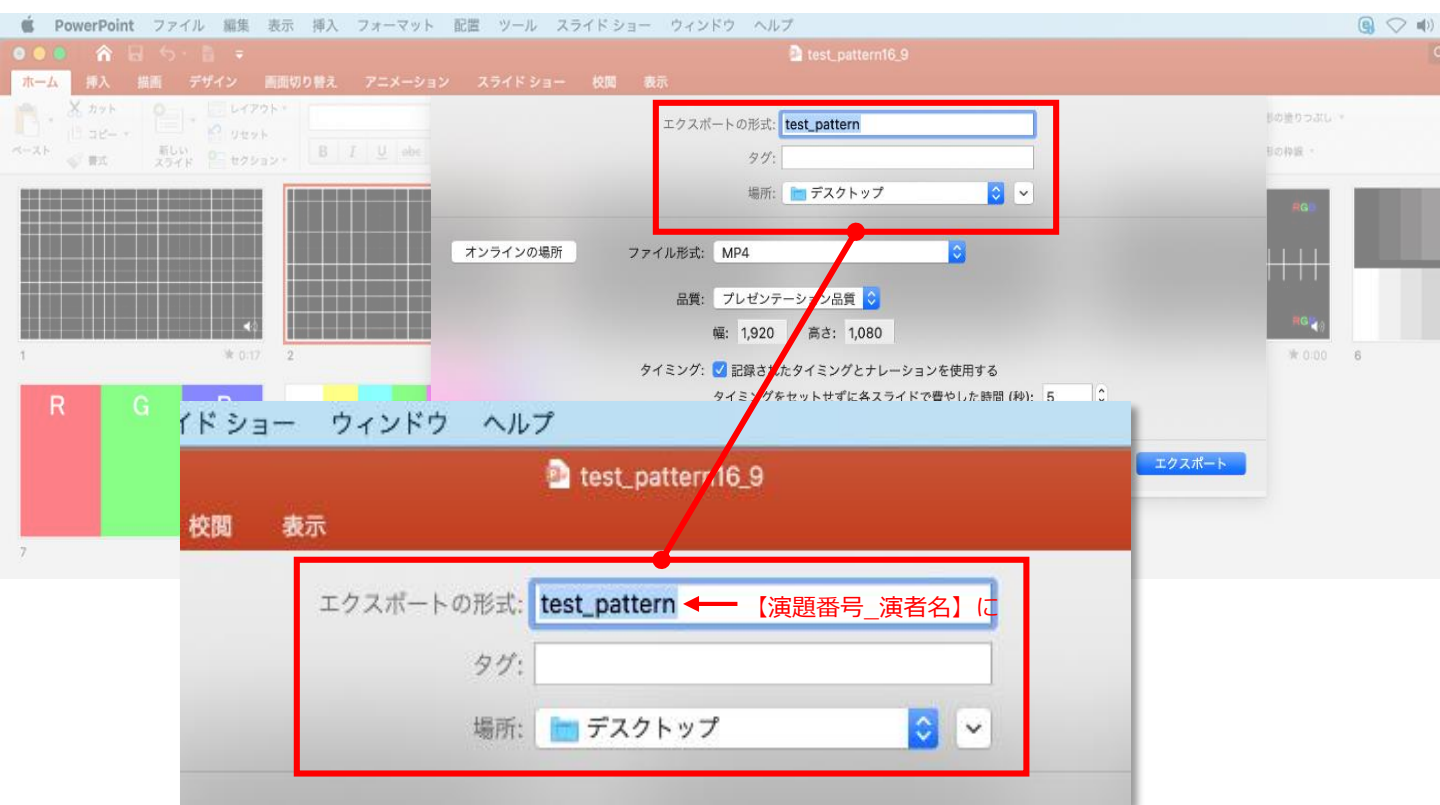 PowerPoint ファイル 編集 表示 挿入 フォーマット 配置 ツール スライドショー ウィンドウ ヘルプ
test_pattern16_9
ホーム 挿入 描画 デザイン 画面切り替え アニメーション スライド ショー 校閲 表示
ペースト
カット
コピー
書式
新しい
スライド
レイアウト
リセット
セクション
B I U abc
形の塗りつぶし
形の枠線
エクスポートの形式: test_pattern
タグ:
場所: デスクトップ
オンラインの場所
ファイル形式: MP4
品質: プレゼンテーション品質
幅: 1,920 高さ: 1,080
タイミング: 記録されたタイミングとナレーションを使用する
タイミングをセットせずに各スライドで費やした時間 (秒): 5
エクスポート
1 0:17
2
RGB
RGB
0:00
6
R G B
7
イド ショー ウィンドウ ヘルプ
test_pattern16_9
校閲 表示
エクスポートの形式: test_pattern ← 【演題番号_演者名】に
タグ:
場所: デスクトップ